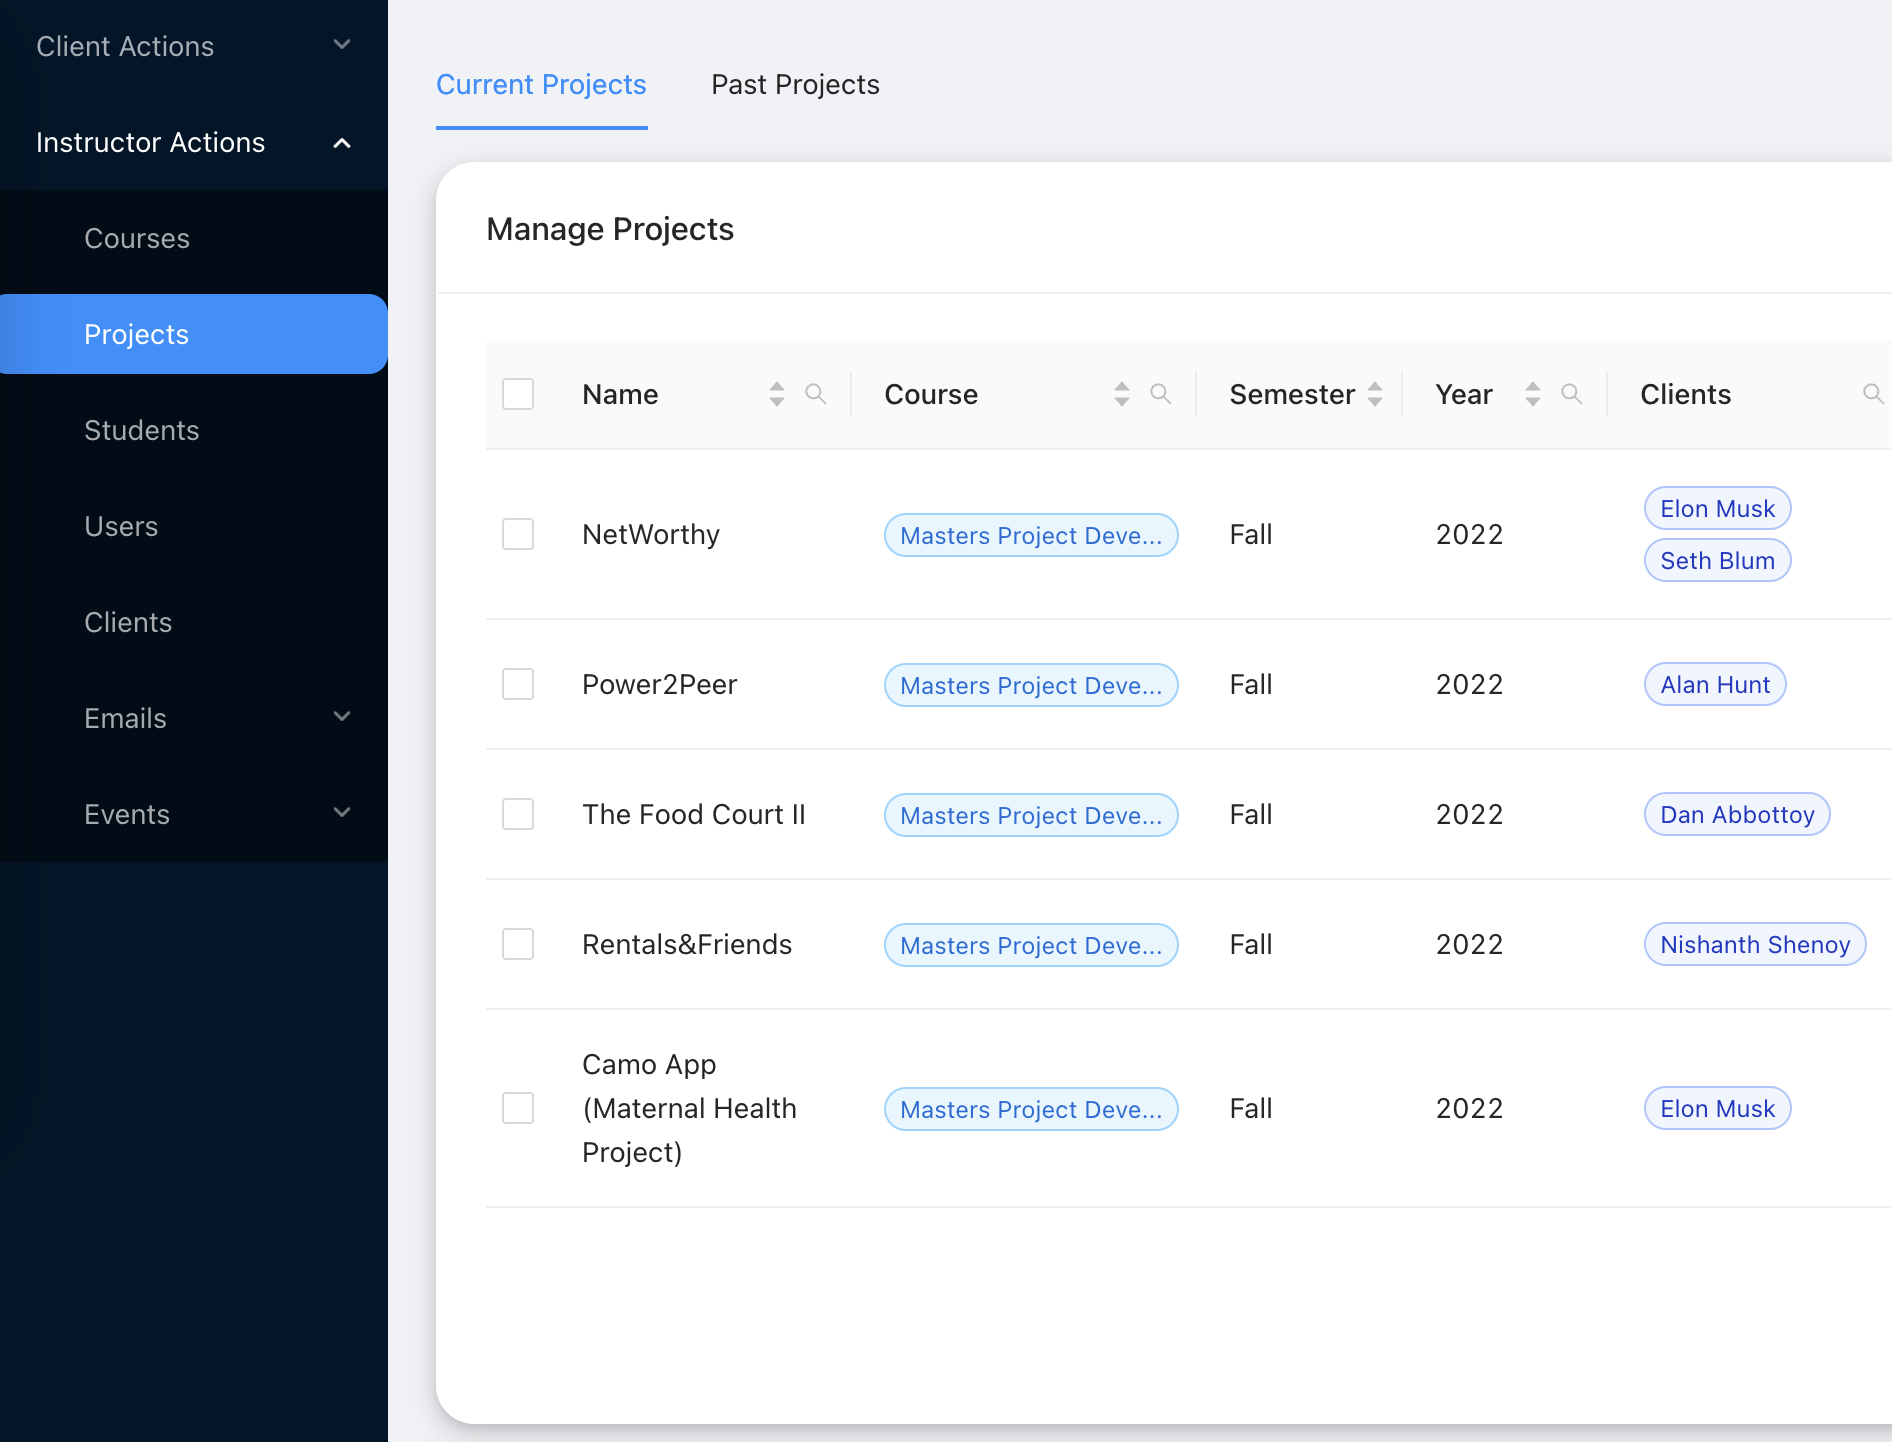 Client Actions
Instructor Actions
Courses
Projects
Students
Users
Clients
Emails
Events
Current Projects Past Projects
Manage Projects
Name Course Semester Year Clients
NetWorthy Masters Project Deve... Fall 2022 Elon Musk
Seth Blum
Power2Peer Masters Project Deve... Fall 2022 Alan Hunt
The Food Court II Masters Project Deve... Fall 2022 Dan Abbottoy
Rentals&Friends Masters Project Deve... Fall 2022 Nishanth Shenoy
Camo App
(Maternal Health
Project)
Masters Project Deve... Fall 2022 Elon Musk